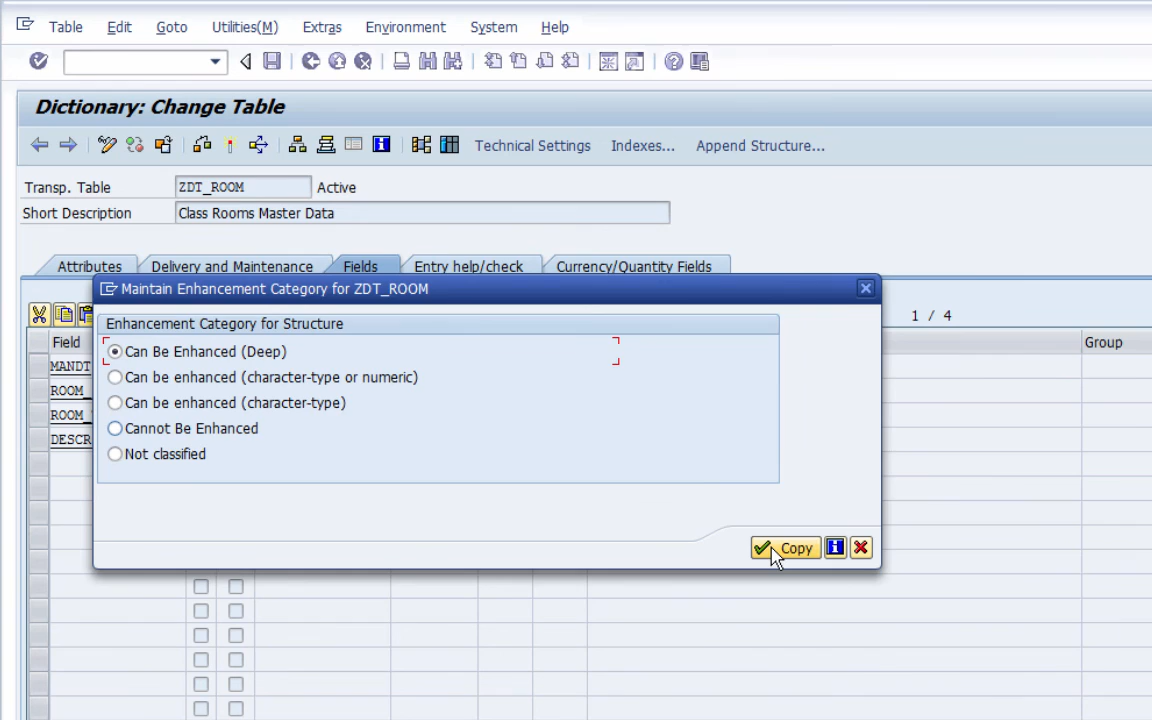 Table Edit Goto Utilities(M) Extras Environment System Help
Dictionary: Change Table
Technical Settings Indexes... Append Structure...
Transp. Table ZDT_ROOM Active
Short Description Class Rooms Master Data
Attributes Delivery and Maintenance Fields Entry help/check Currency/Quantity Fields
Maintain Enhancement Category for ZDT_ROOM
1 / 4
Enhancement Category for Structure
Field Group
Can Be Enhanced (Deep)
MANDT
Can be enhanced (character-type or numeric)
ROOM_
Can be enhanced (character-type)
ROOM_
Cannot Be Enhanced
DESCR
Not classified
Copy